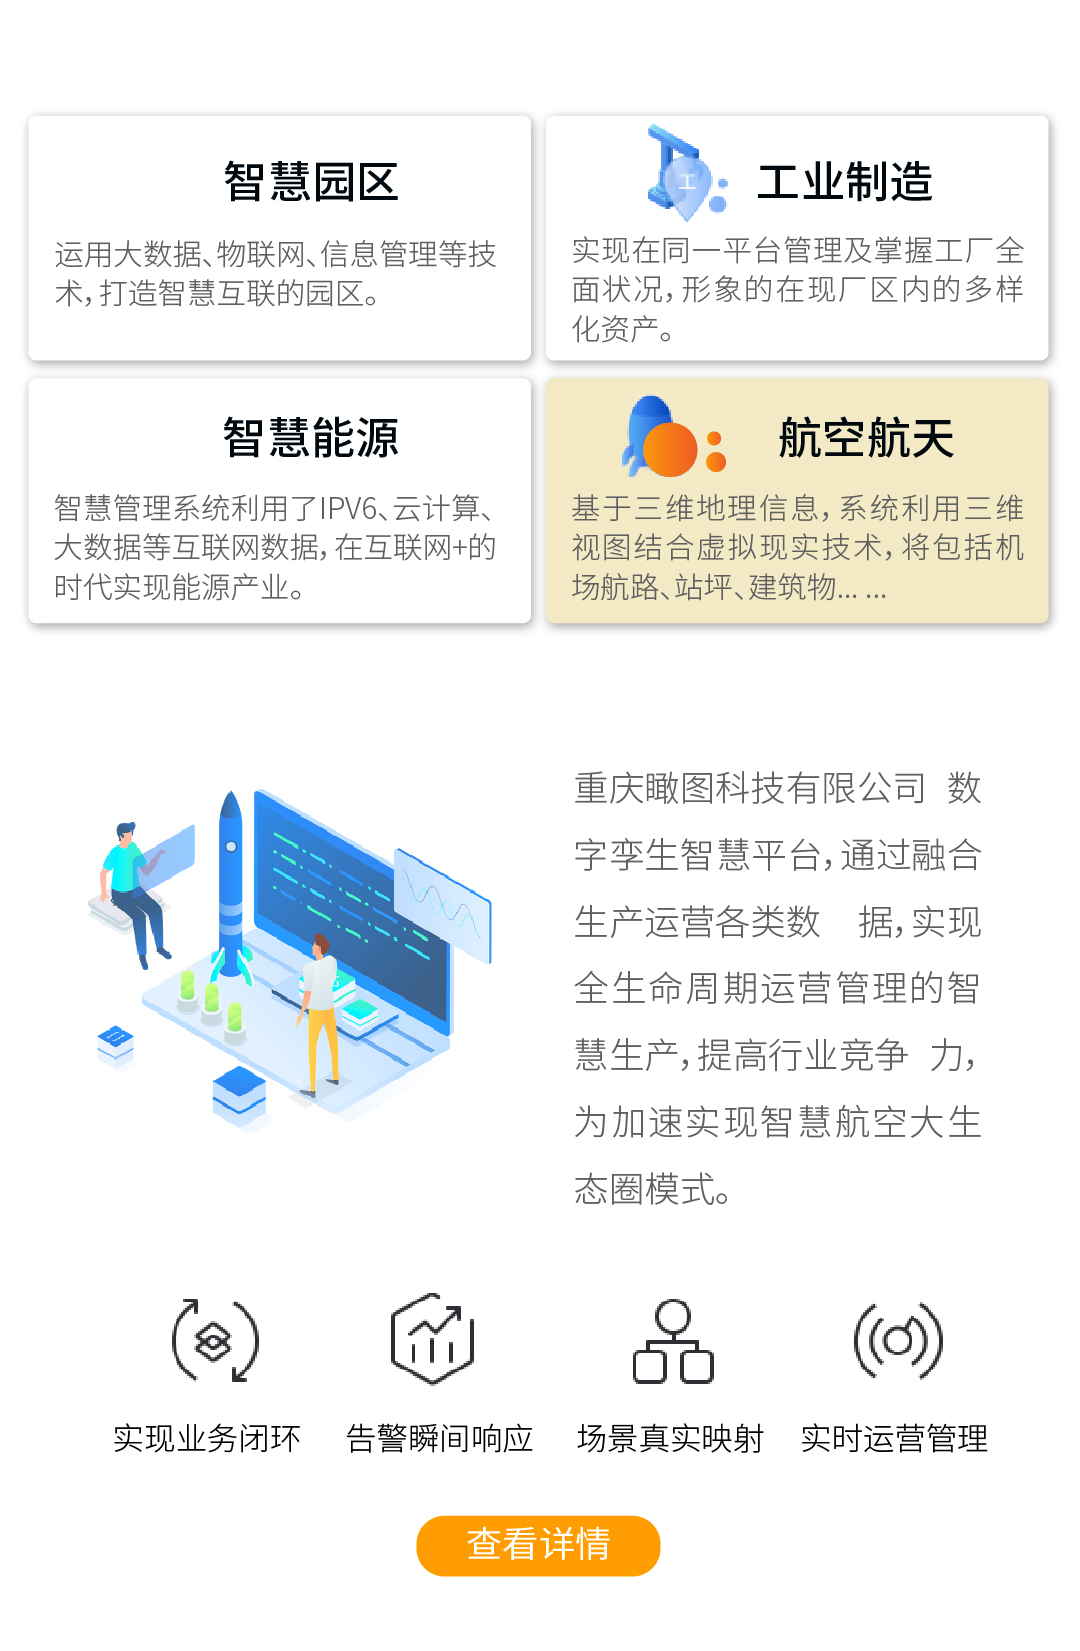 智慧园区
运用大数据、物联网、信息管理等技
术，打造智慧互联的园区。
工
工业制造
实现在同一平台管理及掌握工厂全
面状况，形象的在现厂区内的多样
化资产。
智慧能源
智慧管理系统利用了IPV6、云计算、
大数据等互联网数据，在互联网+的
时代实现能源产业。
航空航天
基于三维地理信息，系统利用三维
视图结合虚拟现实技术，将包括机
场航路、站坪、建筑物... ...
重庆瞰图科技有限公司 数
字孪生智慧平台，通过融合
生产运营各类数 据，实现
全生命周期运营管理的智
慧生产，提高行业竞争 力，
为加速实现智慧航空大生
态圈模式。
实现业务闭环 告警瞬间响应 场景真实映射 实时运营管理
查看详情